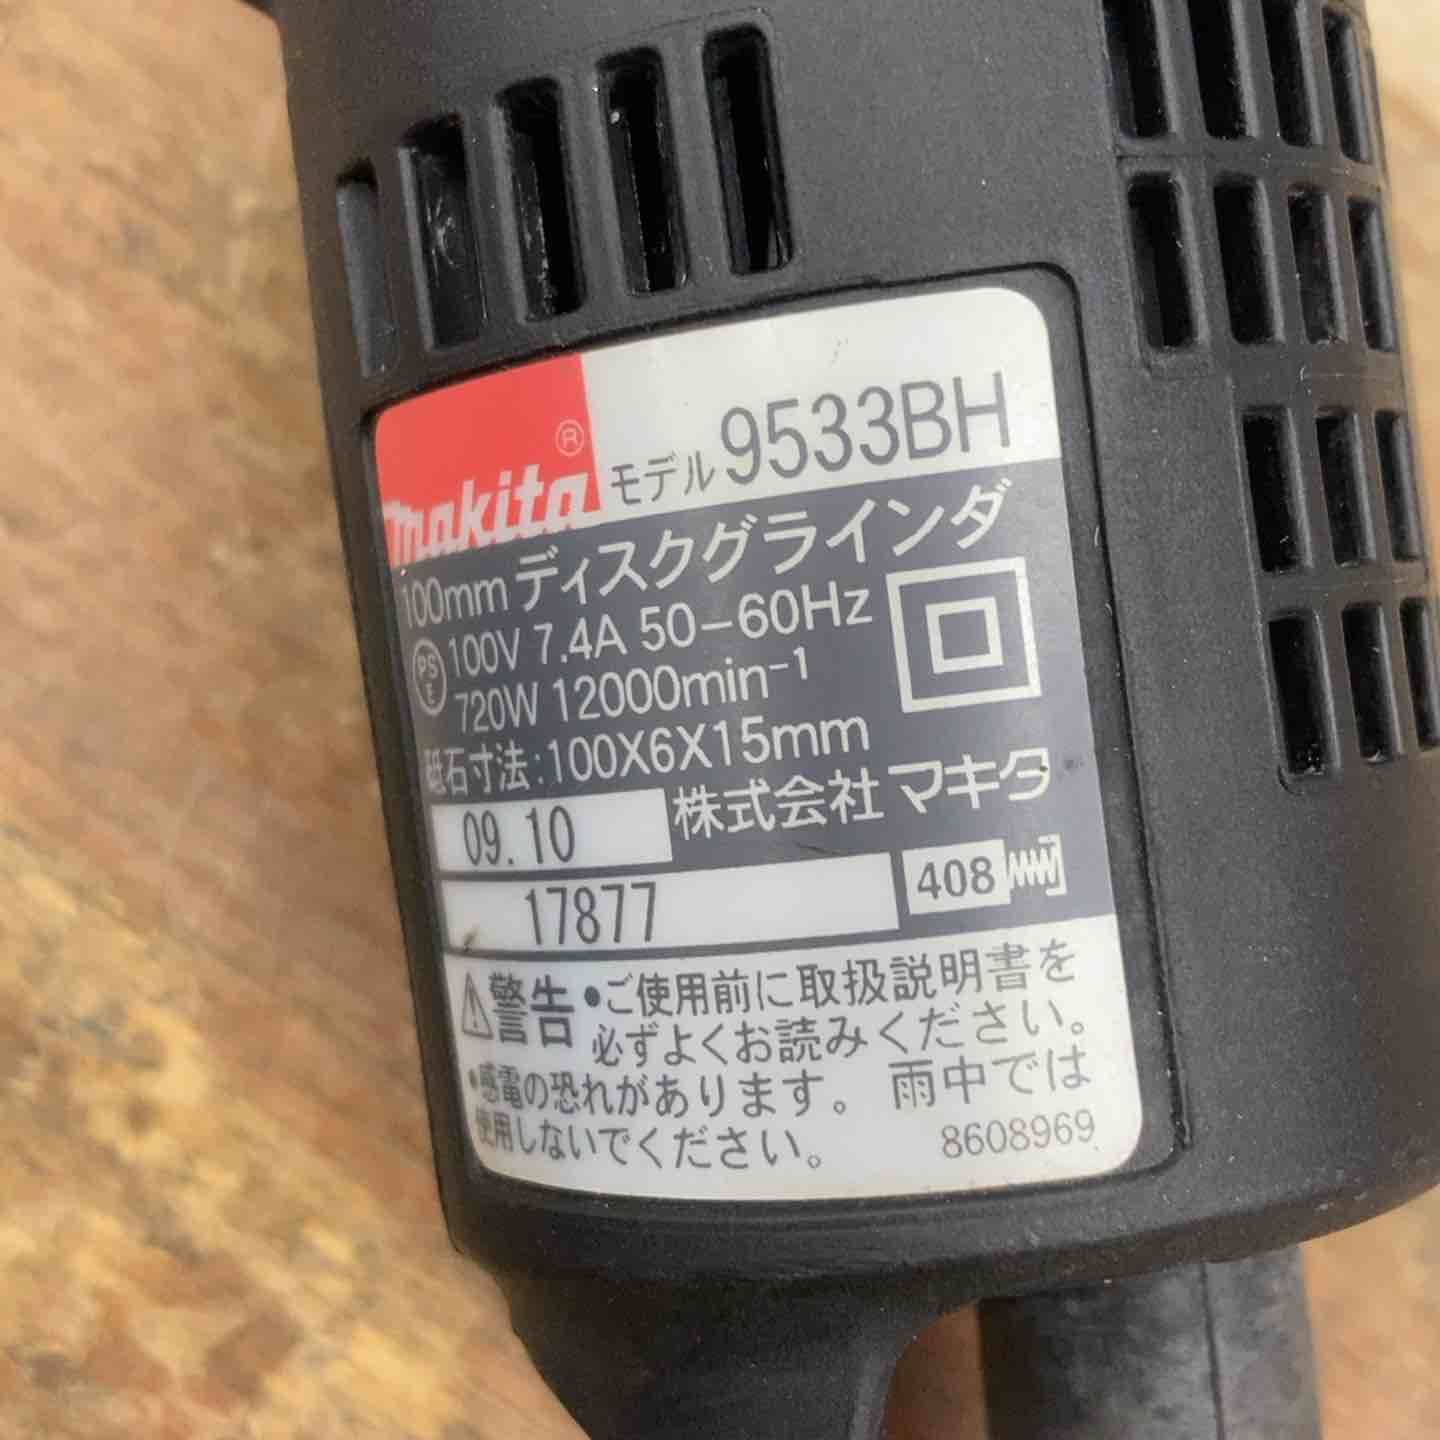 makita®
モデル 9533BH
100mm ディスクグラインダ
PSE 100V 7.4A 50-60Hz
720W 12000min⁻¹
砥石寸法:100X6X15mm
09.10 株式会社マキタ
17877 408
⚠警告 •ご使用前に取扱説明書を
必ずよくお読みください。
•感電の恐れがあります。 雨中では
使用しないでください。 8608969